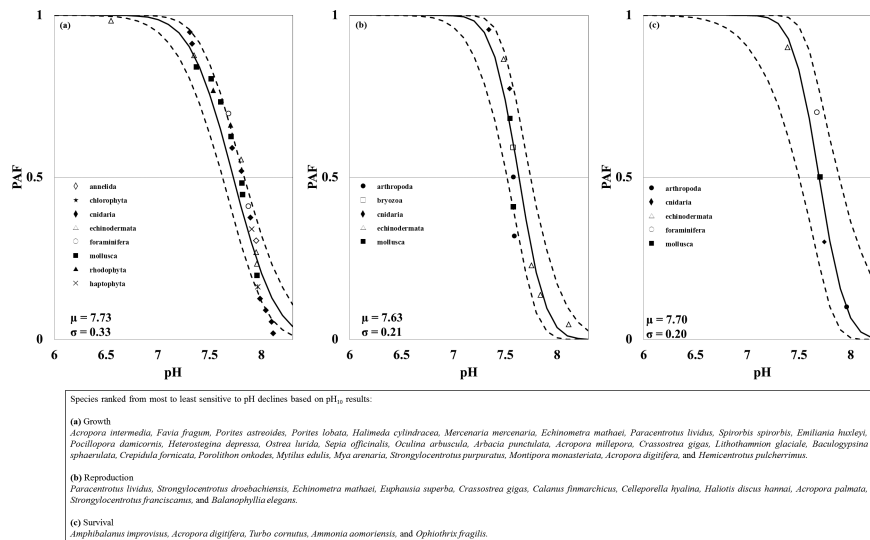 (a)
(b)
(c)
1
0.5
0
PAF
annelida
chlorophyta
cnidaria
echinodermata
foraminifera
mollusca
rhodophyta
haptophyta
μ = 7.73
σ = 0.33
6 6.5 7 7.5 8
pH
1
0.5
0
PAF
arthropoda
bryozoa
cnidaria
echinodermata
mollusca
μ = 7.63
σ = 0.21
6 6.5 7 7.5 8
pH
1
0.5
0
PAF
arthropoda
cnidaria
echinodermata
foraminifera
mollusca
μ = 7.70
σ = 0.20
6 6.5 7 7.5 8
pH
Species ranked from most to least sensitive to pH declines based on pH₁₀ results:
(a) Growth
Acropora intermedia, Favia fragum, Porites astreoides, Porites lobata, Halimeda cylindracea, Mercenaria mercenaria, Echinometra mathaei, Paracentrotus lividus, Spirorbis spirorbis, Emiliania huxleyi,
Pocillopora damicornis, Heterostegina depressa, Ostrea lurida, Sepia officinalis, Oculina arbuscula, Arbacia punctulata, Acropora millepora, Crassostrea gigas, Lithothamnion glaciale, Baculogypsina
sphaerulata, Crepidula fornicata, Porolithon onkodes, Mytilus edulis, Mya arenaria, Strongylocentrotus purpuratus, Montipora monasteriata, Acropora digitifera, and Hemicentrotus pulcherrimus.
(b) Reproduction
Paracentrotus lividus, Strongylocentrotus droebachiensis, Echinometra mathaei, Euphausia superba, Crassostrea gigas, Calanus finmarchicus, Celleporella hyalina, Haliotis discus hannai, Acropora palmata,
Strongylocentrotus franciscanus, and Balanophyllia elegans.
(c) Survival
Amphibalanus improvisus, Acropora digitifera, Turbo cornutus, Ammonia aomoriensis, and Ophiothrix fragilis.